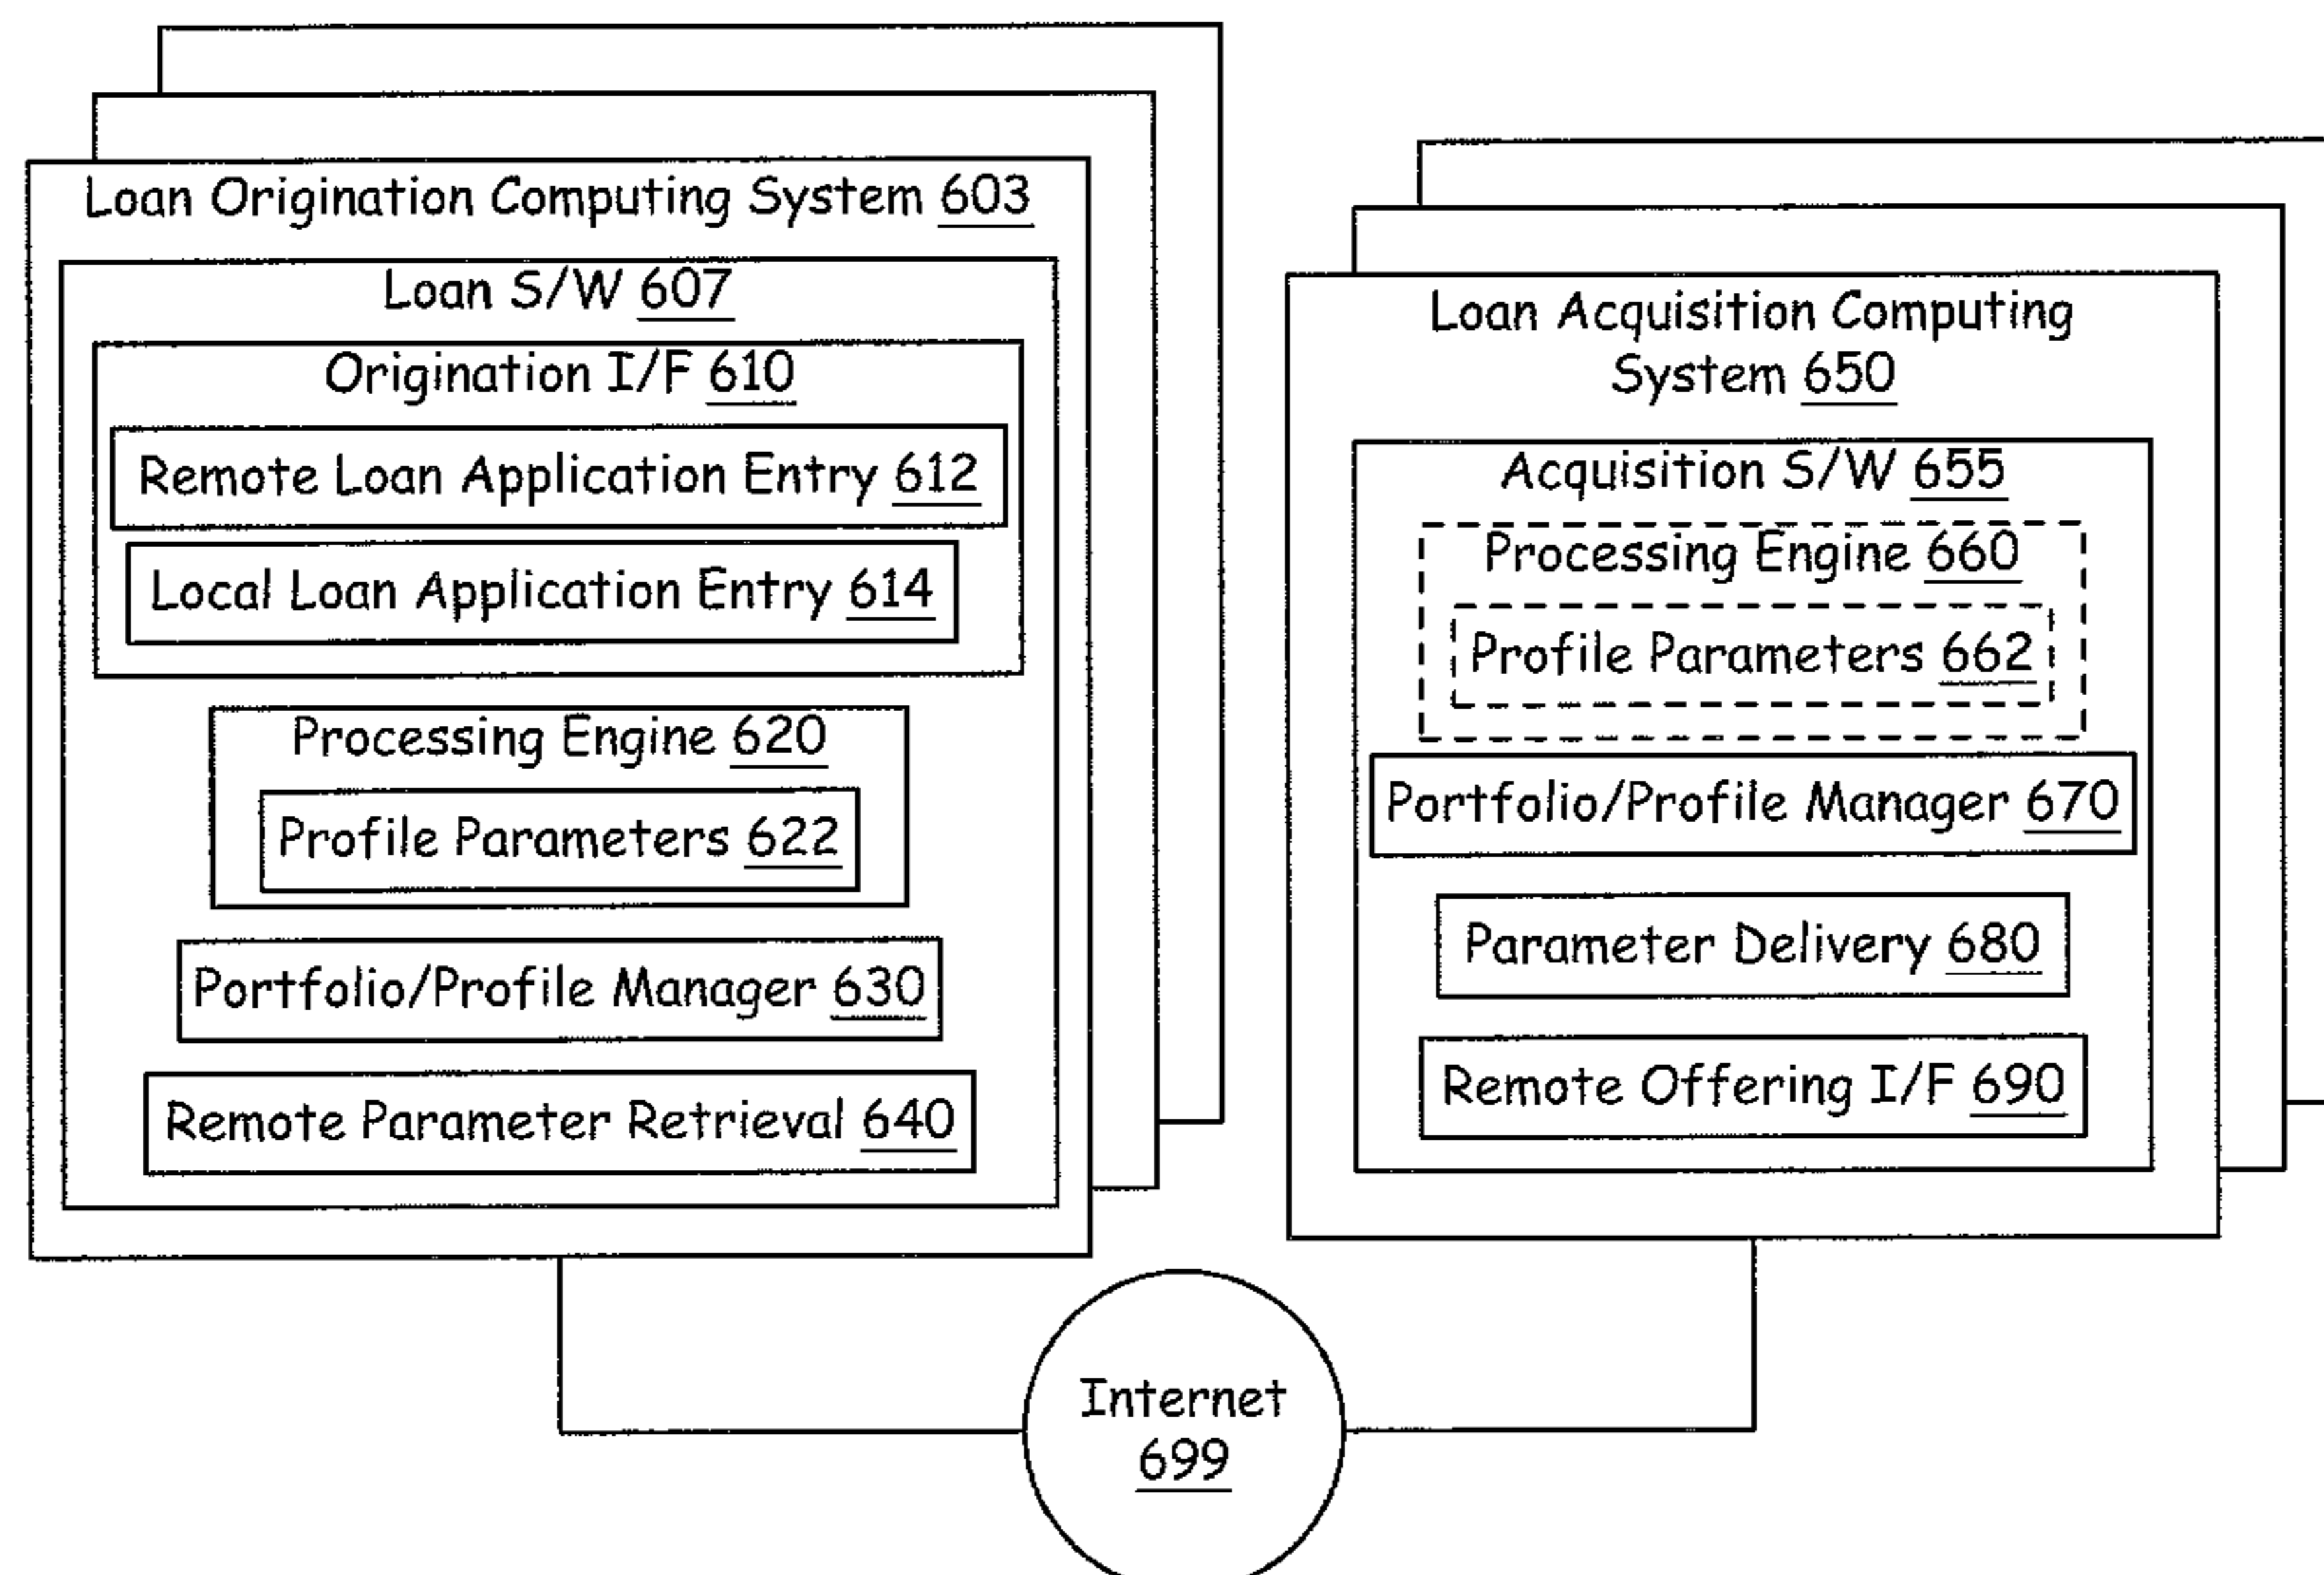 Loan Origination Computing System 603
Loan S/W 607
Origination I/F 610
Remote Loan Application Entry 612
Local Loan Application Entry 614
Processing Engine 620
Profile Parameters 622
Portfolio/Profile Manager 630
Remote Parameter Retrieval 640
Loan Acquisition Computing
System 650
Acquisition S/W 655
Processing Engine 660
Profile Parameters 662
Portfolio/Profile Manager 670
Parameter Delivery 680
Remote Offering I/F 690
Internet
699